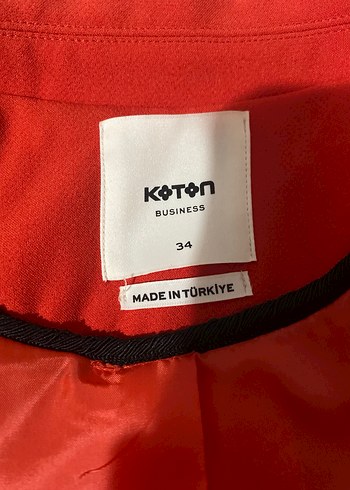 KOTON
BUSINESS
34
MADE IN TÜRKİYE